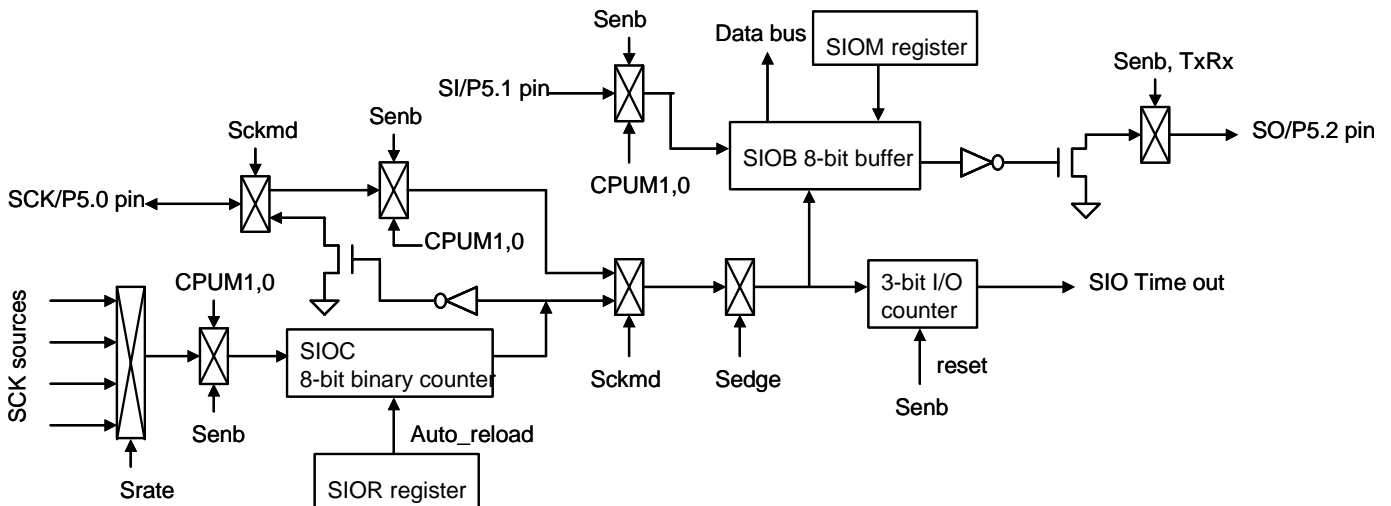 Senb
Data bus
SIOM register
Senb, TxRx
SI/P5.1 pin
Senb
Sckmd
SIOB 8-bit buffer
SO/P5.2 pin
CPUM1,0
SCK/P5.0 pin
CPUM1,0
CPUM1,0
3-bit I/O
counter
SIO Time out
SCK sources
SIOC
8-bit binary counter
Sckmd
Sedge
reset
Senb
Senb
Auto_reload
Srate
SIOR register